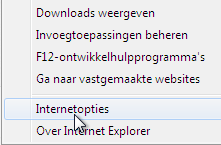 Downloads weergeven
Invoegtoepassingen beheren
F12-ontwikkelhulpprogramma's
Ga naar vastgemaakte websites
Internetopties
Over Internet Explorer